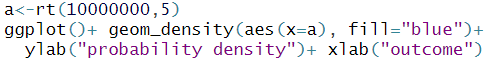 a<-rt(10000000,5)
ggplot()+ geom_density(aes(x=a), fill="blue")+
ylab("probability density")+ xlab("outcome")